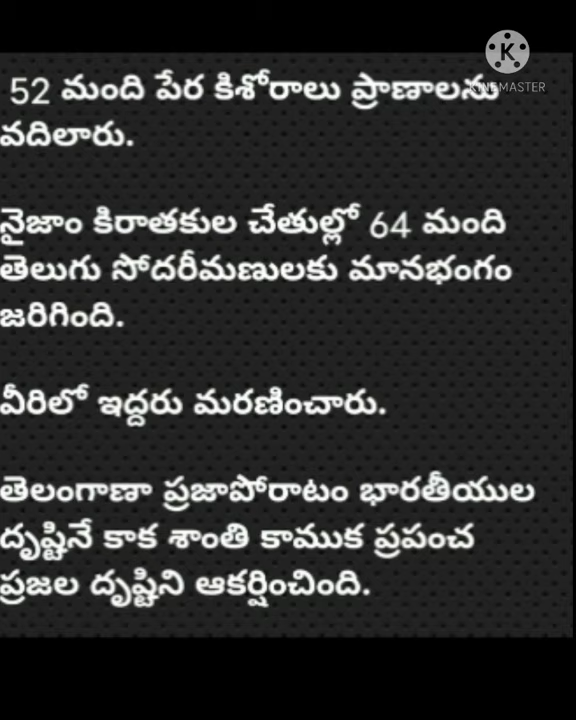 KINEMASTER
52 మంది పేర కిశోరాలు ప్రాణాలను
వదిలారు.
నైజాం కిరాతకుల చేతుల్లో 64 మంది
తెలుగు సోదరీమణులకు మానభంగం
జరిగింది.
వీరిలో ఇద్దరు మరణించారు.
తెలంగాణా ప్రజాపోరాటం భారతీయుల
దృష్టినే కాక శాంతి కాముక ప్రపంచ
ప్రజల దృష్టిని ఆకర్షించింది.